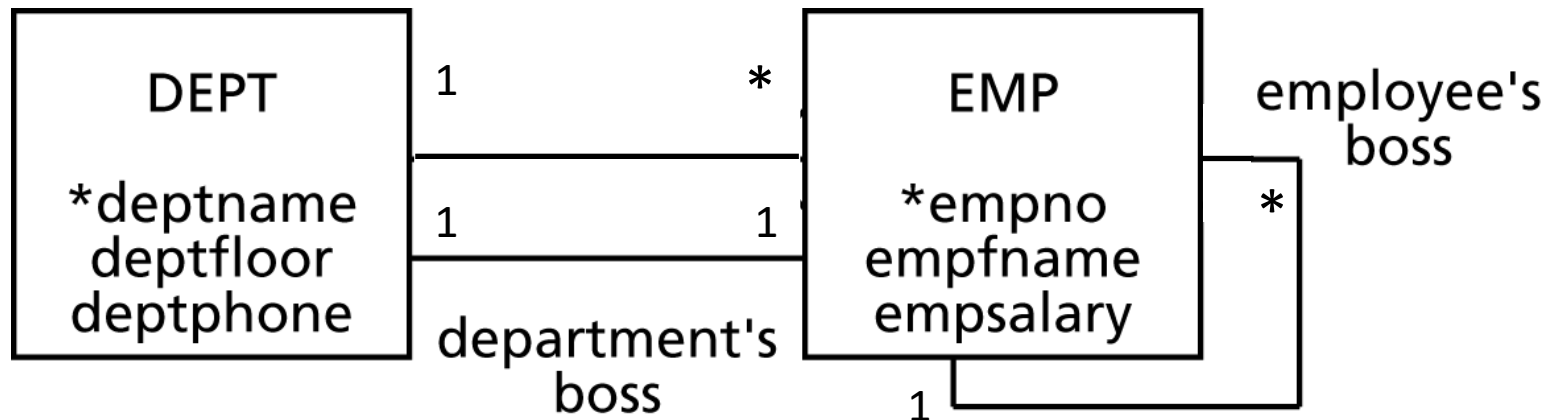 DEPT
*deptname
deptfloor
deptphone
1
*
1
1
department's
boss
EMP
*empno
empfname
empsalary
employee's
boss
*
1